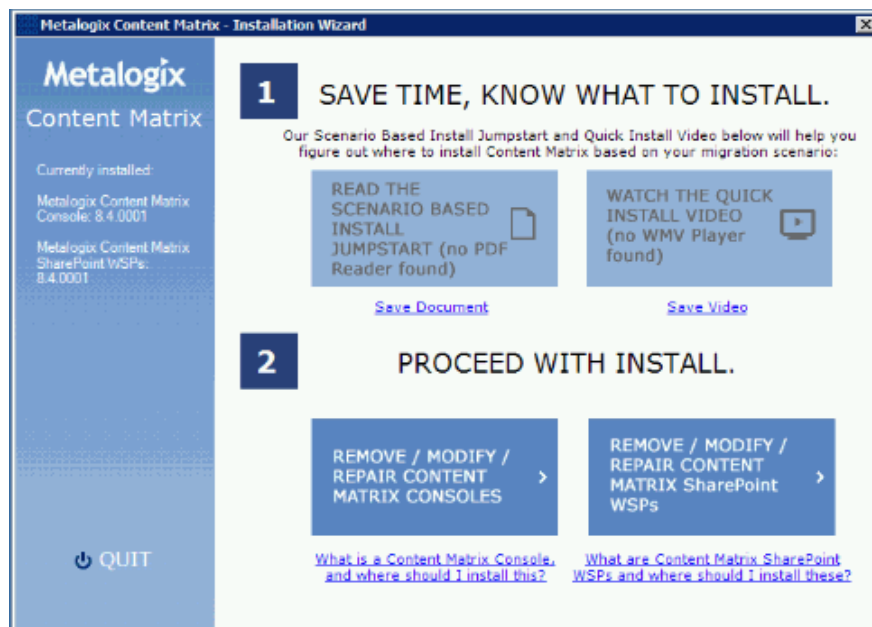 Metalogix Content Matrix - Installation Wizard
Metalogix
Content Matrix
Currently installed:
Metalogix Content Matrix
Console: 8.4.0001
Metalogix Content Matrix
SharePoint WSPs:
8.4.0001
QUIT
1
SAVE TIME, KNOW WHAT TO INSTALL.
Our Scenario Based Install Jumpstart and Quick Install Video below will help you
figure out where to install Content Matrix based on your migration scenario:
READ THE
SCENARIO BASED
INSTALL
JUMPSTART (no PDF
Reader found)
WATCH THE QUICK
INSTALL VIDEO
(no WMV Player
found)
Save Document
Save Video
2
PROCEED WITH INSTALL.
REMOVE / MODIFY /
REPAIR CONTENT
MATRIX CONSOLES
REMOVE / MODIFY /
REPAIR CONTENT
MATRIX SharePoint
WSPs
What is a Content Matrix Console,
and where should I install this?
What are Content Matrix SharePoint
WSPs and where should I install these?